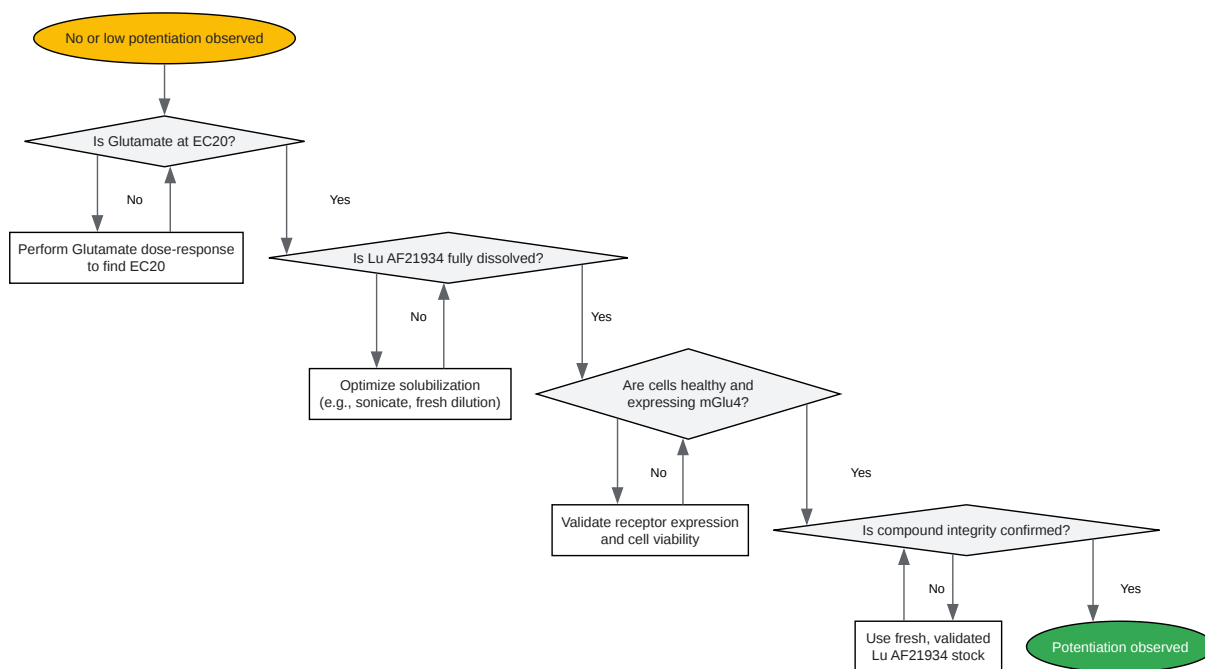 No or low potentiation observed
Is Glutamate at EC20?
No
Yes
Perform Glutamate dose-response
to find EC20
Is Lu AF21934 fully dissolved?
No
Yes
Optimize solubilization
(e.g., sonicate, fresh dilution)
Are cells healthy and
expressing mGlu4?
No
Yes
Validate receptor expression
and cell viability
Is compound integrity confirmed?
No
Yes
Use fresh, validated
Lu AF21934 stock
Potentiation observed